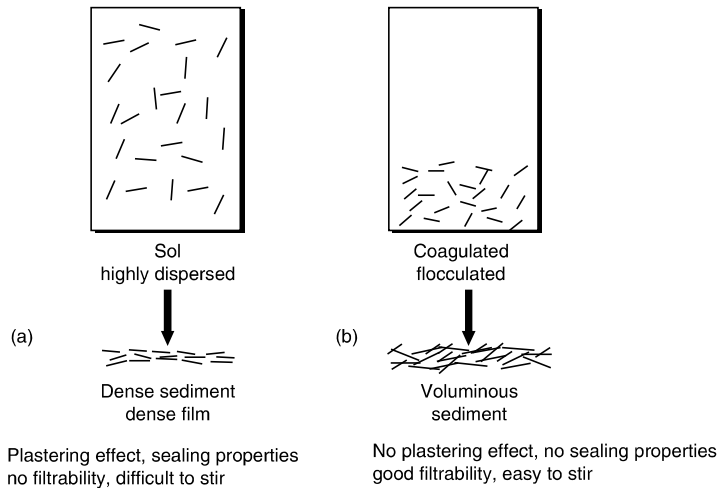 Sol
highly dispersed
(a)
Dense sediment
dense film
Plastering effect, sealing properties
no filtrability, difficult to stir
Coagulated
flocculated
(b)
Voluminous
sediment
No plastering effect, no sealing properties
good filtrability, easy to stir